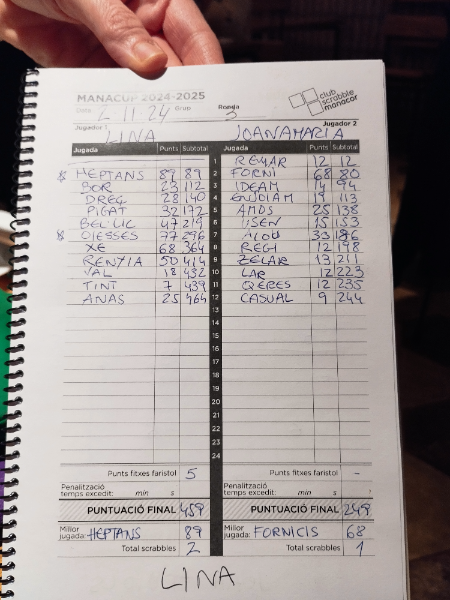 MANACUP 2024-2025
club scrabble manacor
Data 2-11-24 Grup Ronda 3
Jugador 1 LINA JOANAMARIA Jugador 2
Jugada Punts Subtotal Jugada Punts Subtotal
1 REMAR 12 12
HEPTANS 89 89 2 FORNI 68 80
BOR 23 112 3 IDEAM 14 94
DREG 28 140 4 19 113
PIGAT 32 172 5 AMOS 25 138
BEL·LIC 47 219 6 USEN 15 153
OIESSES 77 296 7 33 186
XE 68 364 8 REGI 12 198
50 414 9 ZELAR 13 211
VAL 18 432 10 LAR 12 223
TINT 7 439 11 QERES 12 235
ANAS 25 464 12 CASUAL 9 244
13
14
15
16
17
18
19
20
21
22
23
24
Punts fitxes faristol 5 Punts fitxes faristol -
Penalització temps excedit: min s Penalització temps excedit: min s
PUNTUACIÓ FINAL 459 PUNTUACIÓ FINAL 249
Millor jugada: HEPTANS 89 Millor jugada: FORNICIS 68
Total scrabbles 2 Total scrabbles 1
LINA